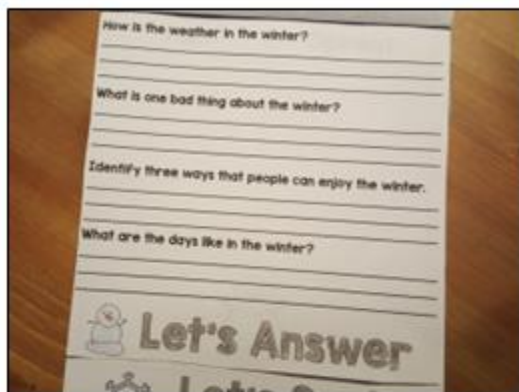 How is the weather in the winter?
What is one bad thing about the winter?
Identify three ways that people can enjoy the winter.
What are the days like in the winter?
Let's Answer
Let's